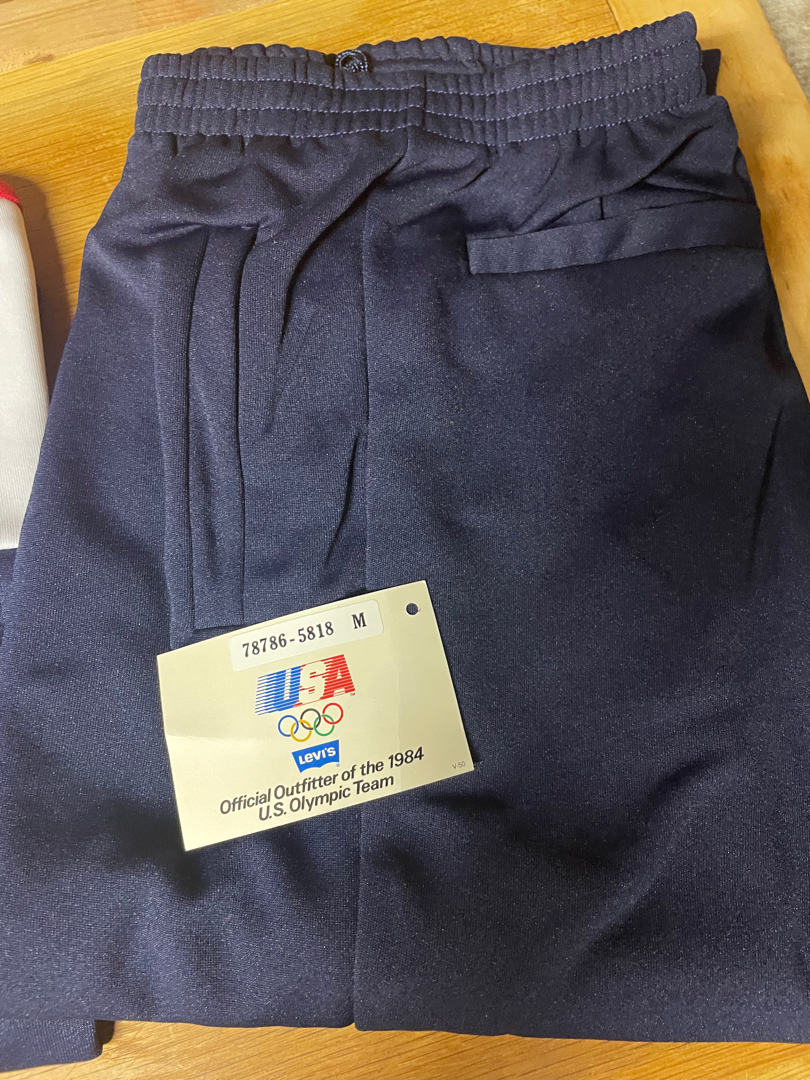 78786-5818 M
USA
LEVI'S
Official Outfitter of the 1984
U.S. Olympic Team
V-50